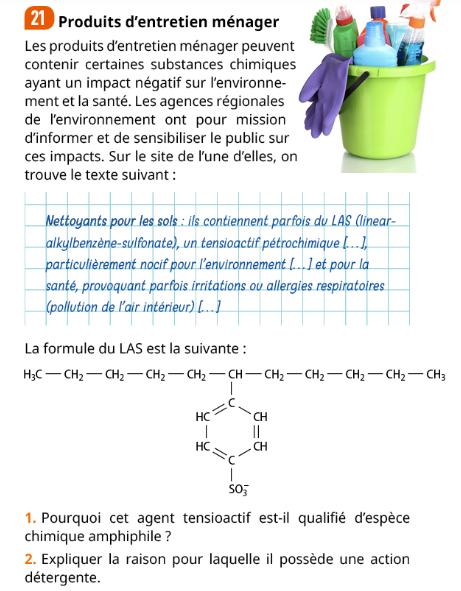 21 Produits d'entretien ménager
Les produits d'entretien ménager peuvent
contenir certaines substances chimiques
ayant un impact négatif sur l'environne-
ment et la santé. Les agences régionales
de l'environnement ont pour mission
d'informer et de sensibiliser le public sur
ces impacts. Sur le site de l'une d'elles, on
trouve le texte suivant :
Nettoyants pour les sols : ils contiennent parfois du LAS (linear-
alkylbenzène-sulfonate), un tensioactif pétrochimique [...],
particulièrement nocif pour l'environnement [...] et pour la
santé, provoquant parfois irritations ou allergies respiratoires
(pollution de l'air intérieur) [...]
La formule du LAS est la suivante :
H₃C — CH₂ — CH₂ — CH₂ — CH₂ — CH — CH₂ — CH₂ — CH₂ — CH₂ — CH₃
C
HC CH
HC CH
C
SO₃⁻
1. Pourquoi cet agent tensioactif est-il qualifié d'espèce
chimique amphiphile ?
2. Expliquer la raison pour laquelle il possède une action
détergente.